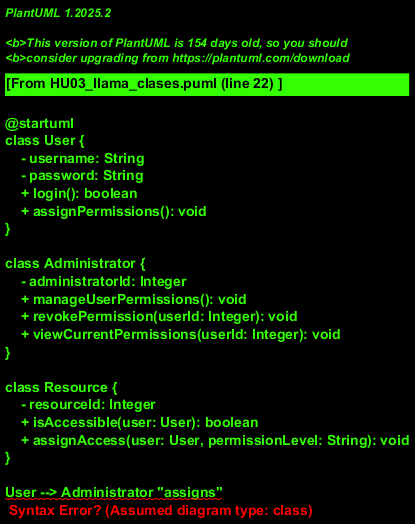 PlantUML 1.2025.2
<b>This version of PlantUML is 154 days old, so you should
<b>consider upgrading from https://plantuml.com/download
[From HU03_llama_clases.puml (line 22) ]
@startuml
class User {
- username: String
- password: String
+ login(): boolean
+ assignPermissions(): void
}
class Administrator {
- administratorId: Integer
+ manageUserPermissions(): void
+ revokePermission(userId: Integer): void
+ viewCurrentPermissions(userId: Integer): void
}
class Resource {
- resourceId: Integer
+ isAccessible(user: User): boolean
+ assignAccess(user: User, permissionLevel: String): void
}
User --> Administrator "assigns"
Syntax Error? (Assumed diagram type: class)